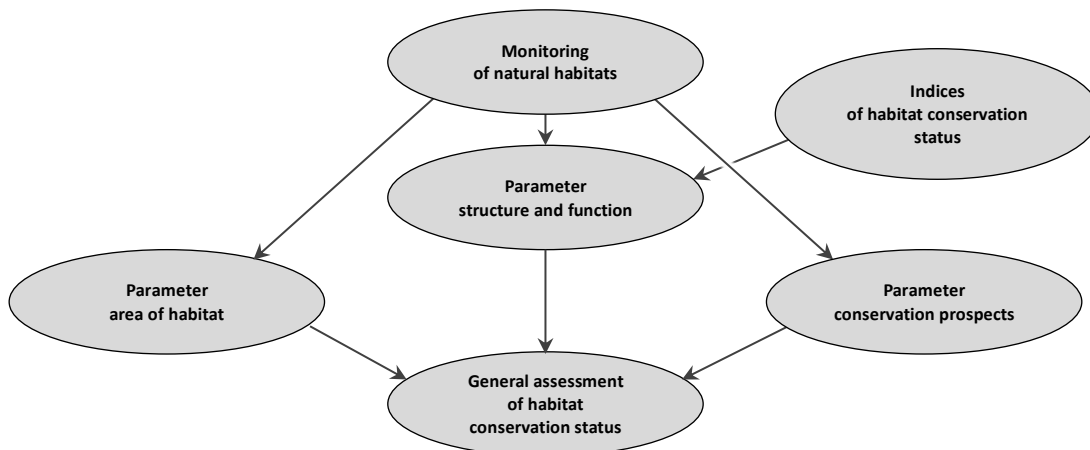 Monitoring
of natural habitats
Indices
of habitat conservation
status
Parameter
structure and function
Parameter
area of habitat
Parameter
conservation prospects
General assessment
of habitat
conservation status